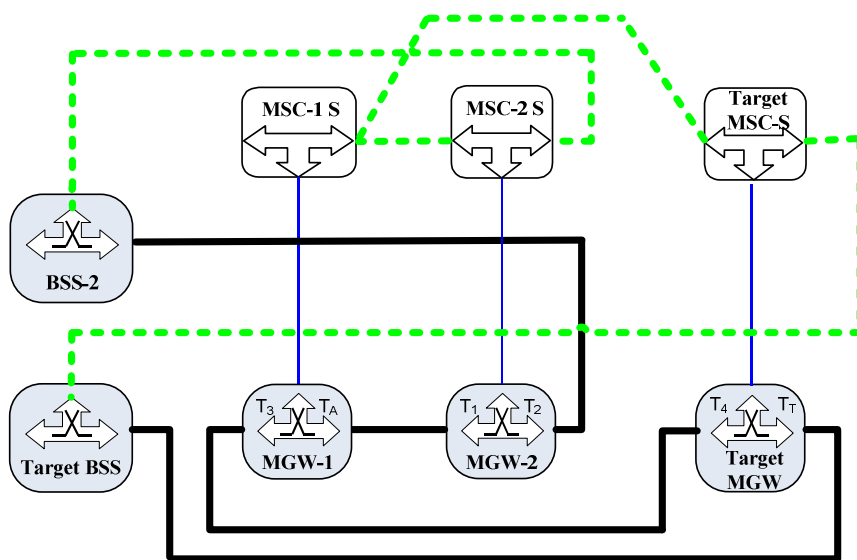 MSC-1 S
MSC-2 S
Target
MSC-S
BSS-2
T3
TA
T1
T2
T4
TT
Target BSS
MGW-1
MGW-2
Target
MGW